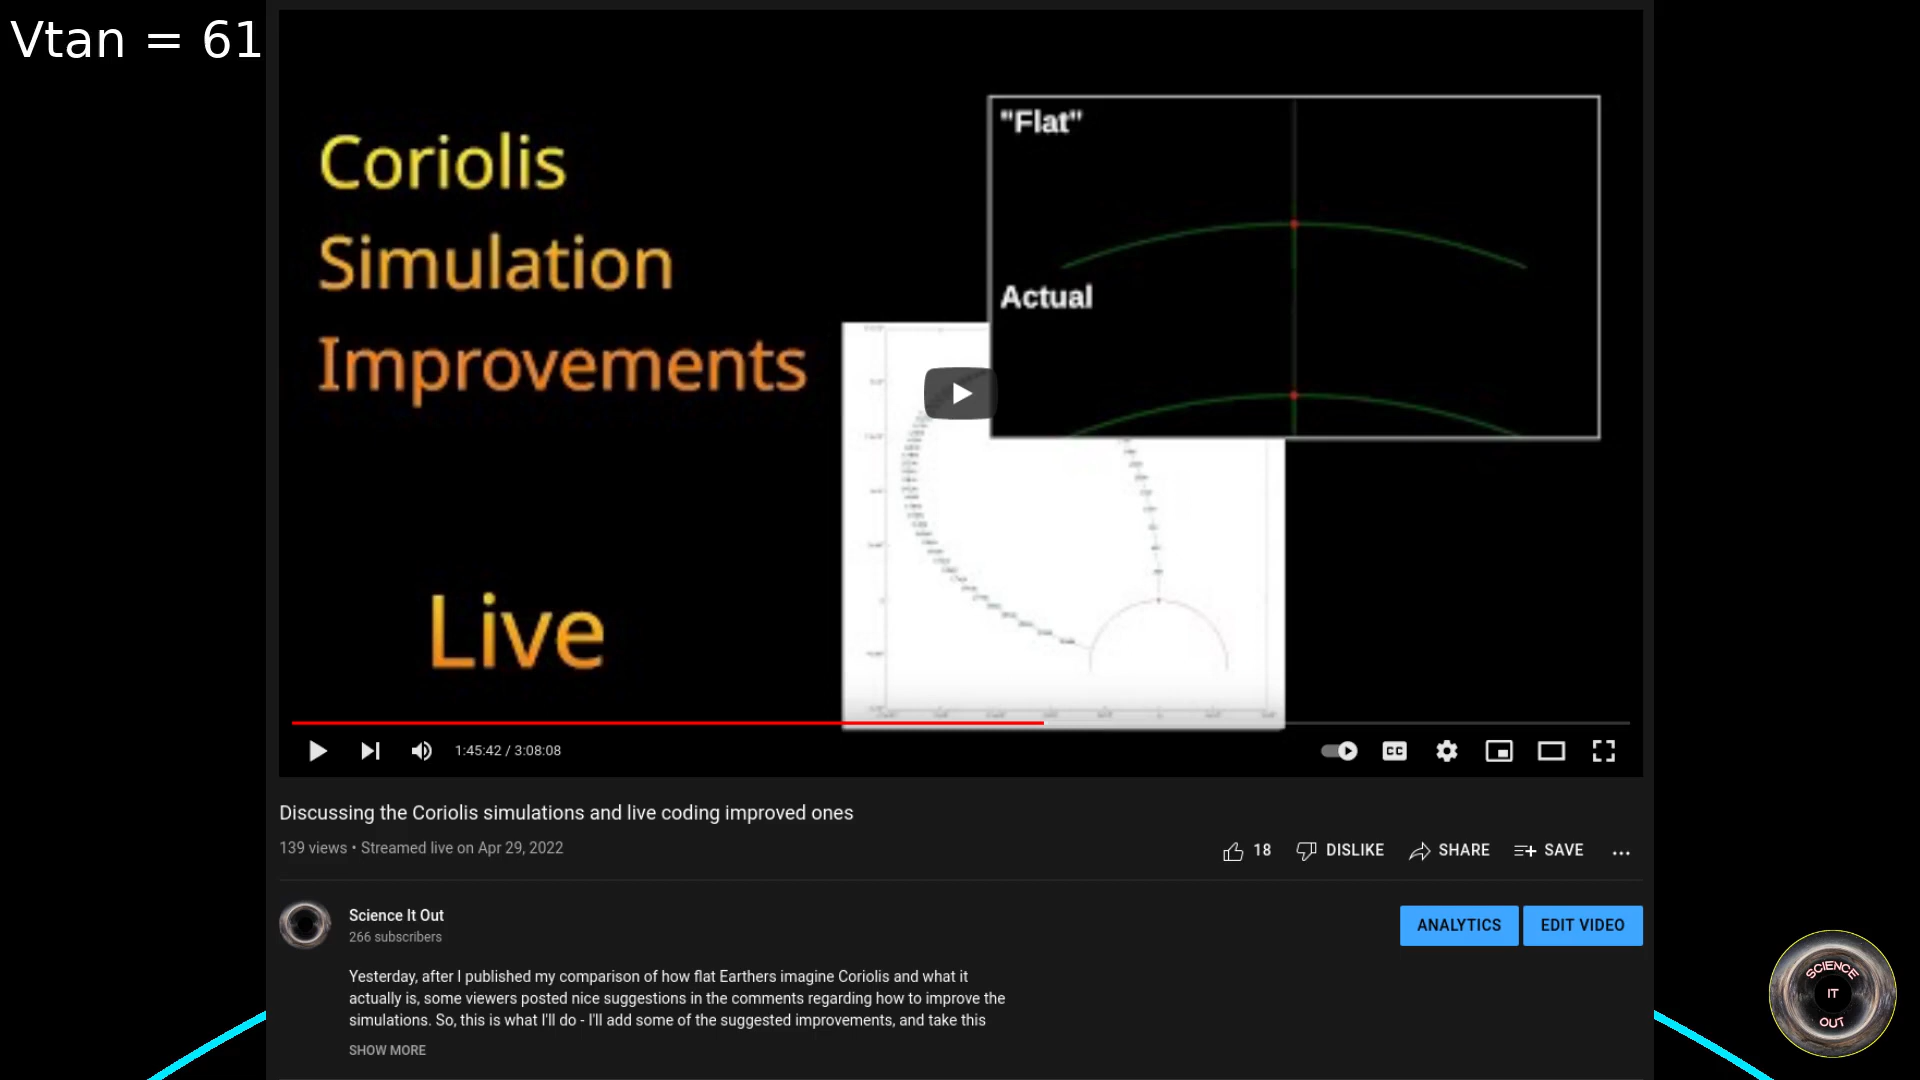 Vtan = 61
"Flat"
Coriolis
Simulation
Actual
Improvements
Live
1:45:42 / 3:08:08
CC
Discussing the Coriolis simulations and live coding improved ones
139 views • Streamed live on Apr 29, 2022
18 DISLIKE SHARE SAVE ...
Science It Out
266 subscribers
ANALYTICS EDIT VIDEO
Yesterday, after I published my comparison of how flat Earthers imagine Coriolis and what it
actually is, some viewers posted nice suggestions in the comments regarding how to improve the
simulations. So, this is what I'll do - I'll add some of the suggested improvements, and take this
SHOW MORE
SCIENCE
IT
OUT